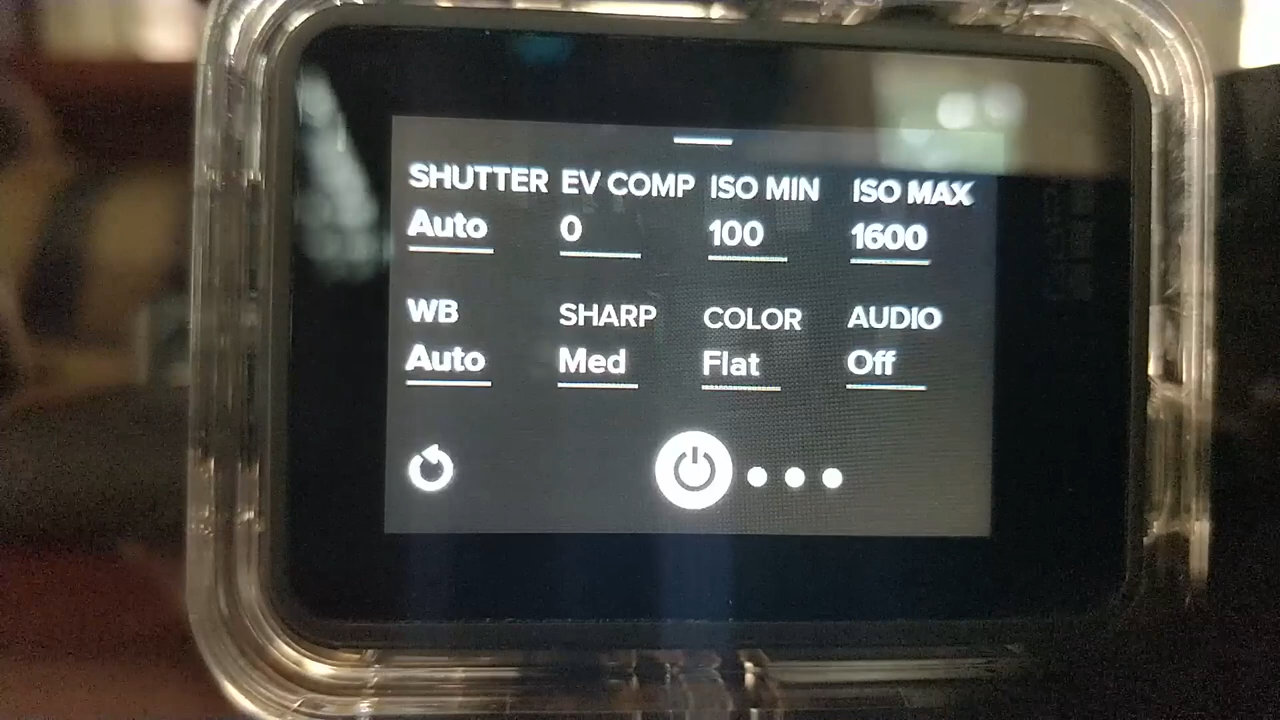 SHUTTER EV COMP ISO MIN ISO MAX
Auto 0 100 1600
WB SHARP COLOR AUDIO
Auto Med Flat Off